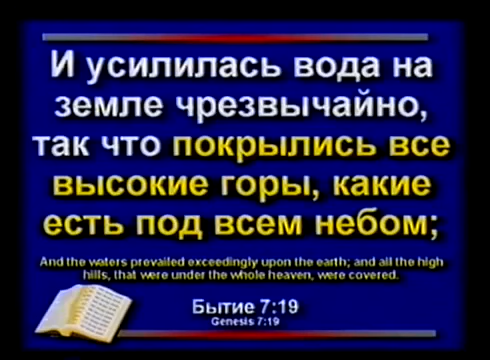 И усилилась вода на
земле чрезвычайно,
так что покрылись все
высокие горы, какие
есть под всем небом;
And the waters prevailed exceedingly upon the earth; and all the high
hills, that were under the whole heaven, were covered.
Бытие 7:19
Genesis 7:19